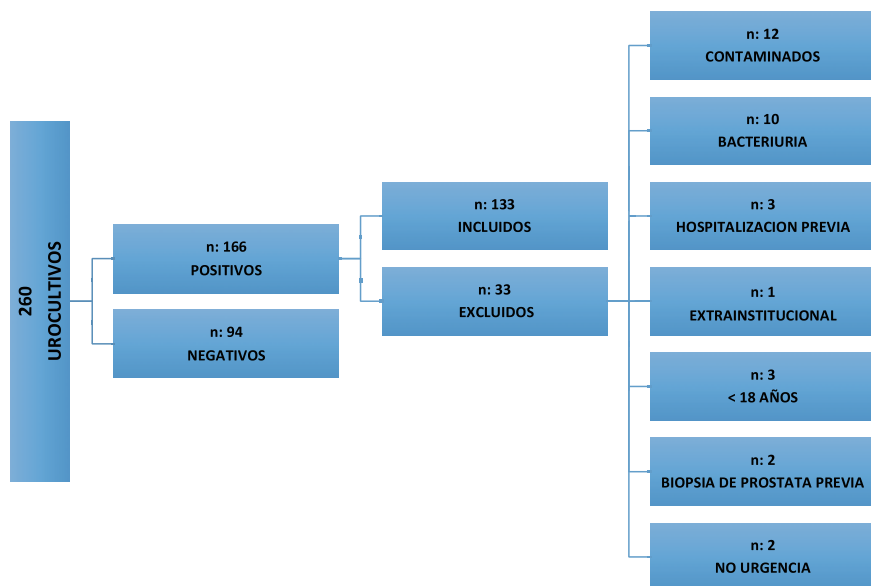 260
UROCULTIVOS
n: 166
POSITIVOS
n: 94
NEGATIVOS
n: 133
INCLUIDOS
n: 33
EXCLUIDOS
n: 12
CONTAMINADOS
n: 10
BACTERIURIA
n: 3
HOSPITALIZACION PREVIA
n: 1
EXTRAINSTITUCIONAL
n: 3
< 18 AÑOS
n: 2
BIOPSIA DE PROSTATA PREVIA
n: 2
NO URGENCIA